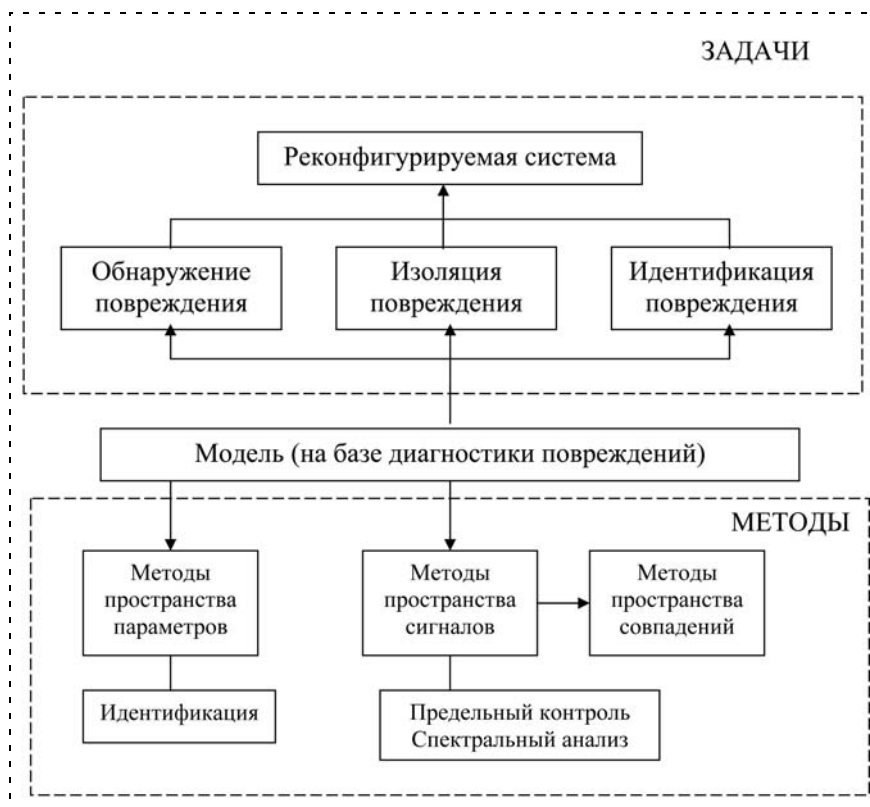 ЗАДАЧИ
Реконфигурируемая система
Обнаружение
повреждения
Изоляция
повреждения
Идентификация
повреждения
Модель (на базе диагностики повреждений)
МЕТОДЫ
Методы
пространства
параметров
Методы
пространства
сигналов
Методы
пространства
совпадений
Идентификация
Предельный контроль
Спектральный анализ